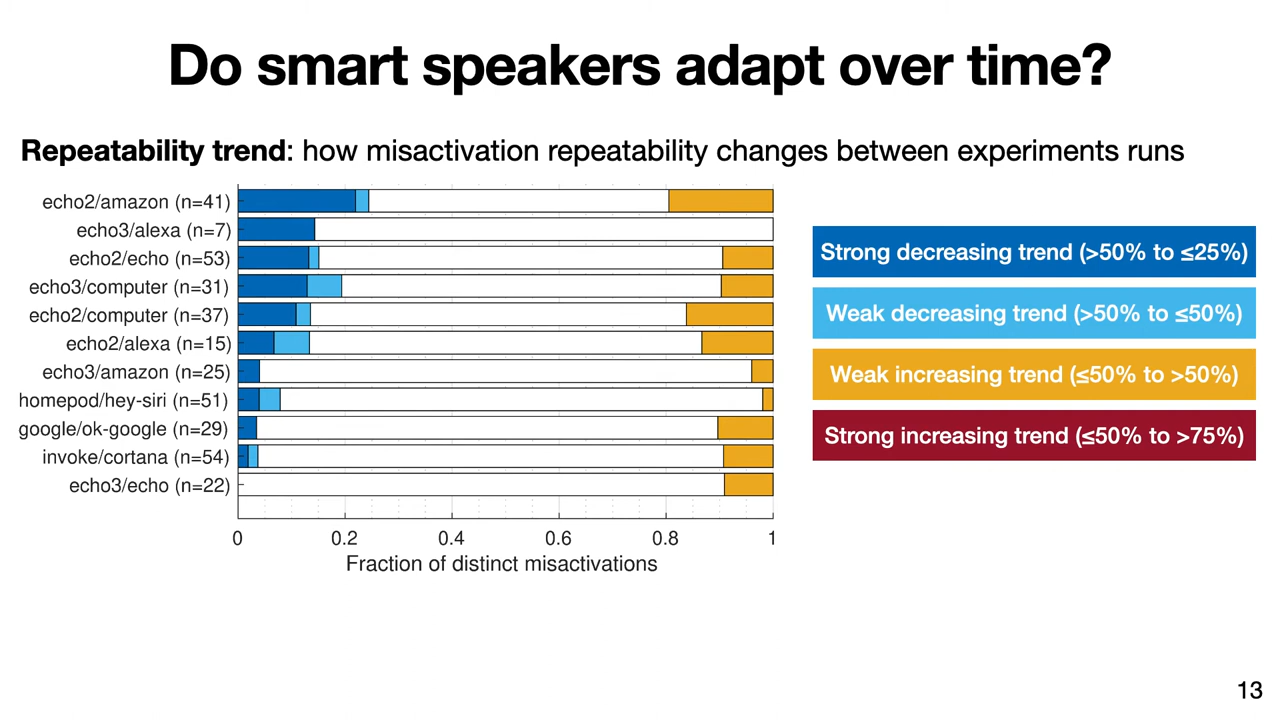 Do smart speakers adapt over time?
Repeatability trend: how misactivation repeatability changes between experiments runs
echo2/amazon (n=41)
echo3/alexa (n=7)
echo2/echo (n=53)
echo3/computer (n=31)
echo2/computer (n=37)
echo2/alexa (n=15)
echo3/amazon (n=25)
homepod/hey-siri (n=51)
google/ok-google (n=29)
invoke/cortana (n=54)
echo3/echo (n=22)
0 0.2 0.4 0.6 0.8 1
Fraction of distinct misactivations
Strong decreasing trend (>50% to ≤25%)
Weak decreasing trend (>50% to ≤50%)
Weak increasing trend (≤50% to >50%)
Strong increasing trend (≤50% to >75%)
13